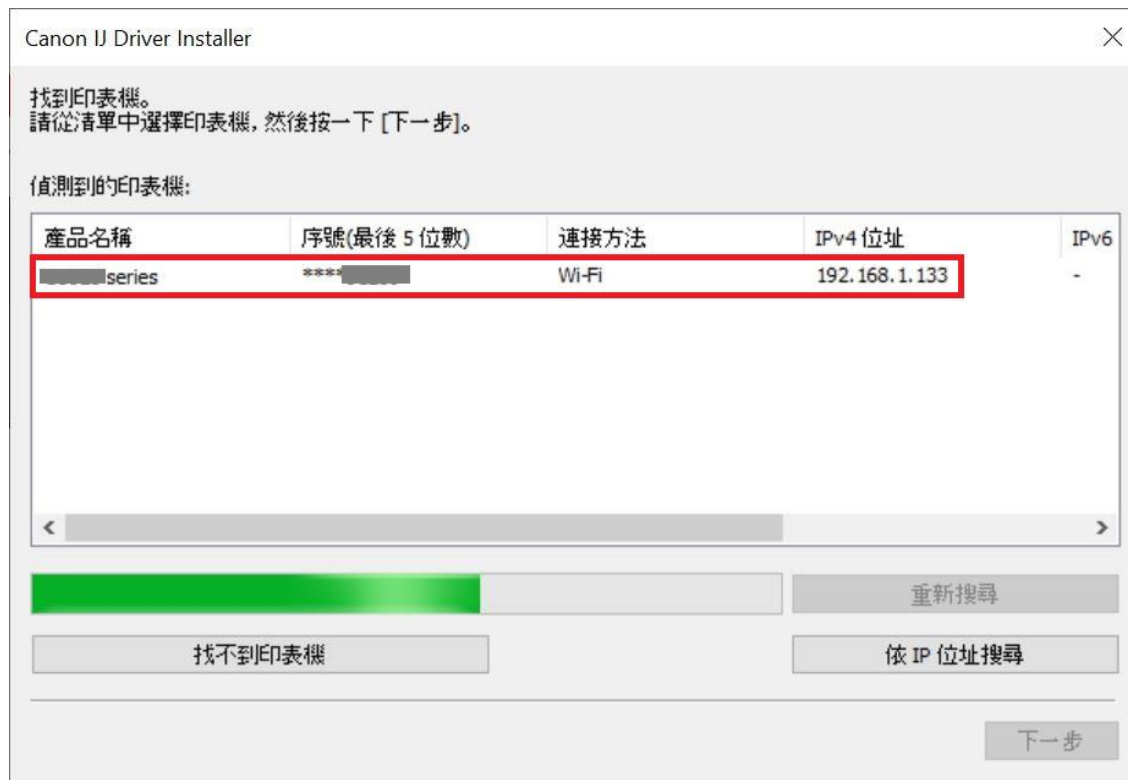 Canon IJ Driver Installer
找到印表機。
請從清單中選擇印表機, 然後按一下 [下一步]。
偵測到的印表機:
產品名稱 序號(最後 5 位數) 連接方法 IPv4 位址 IPv6
series **** Wi-Fi 192.168.1.133 -
重新搜尋
找不到印表機 依 IP 位址搜尋
下一步